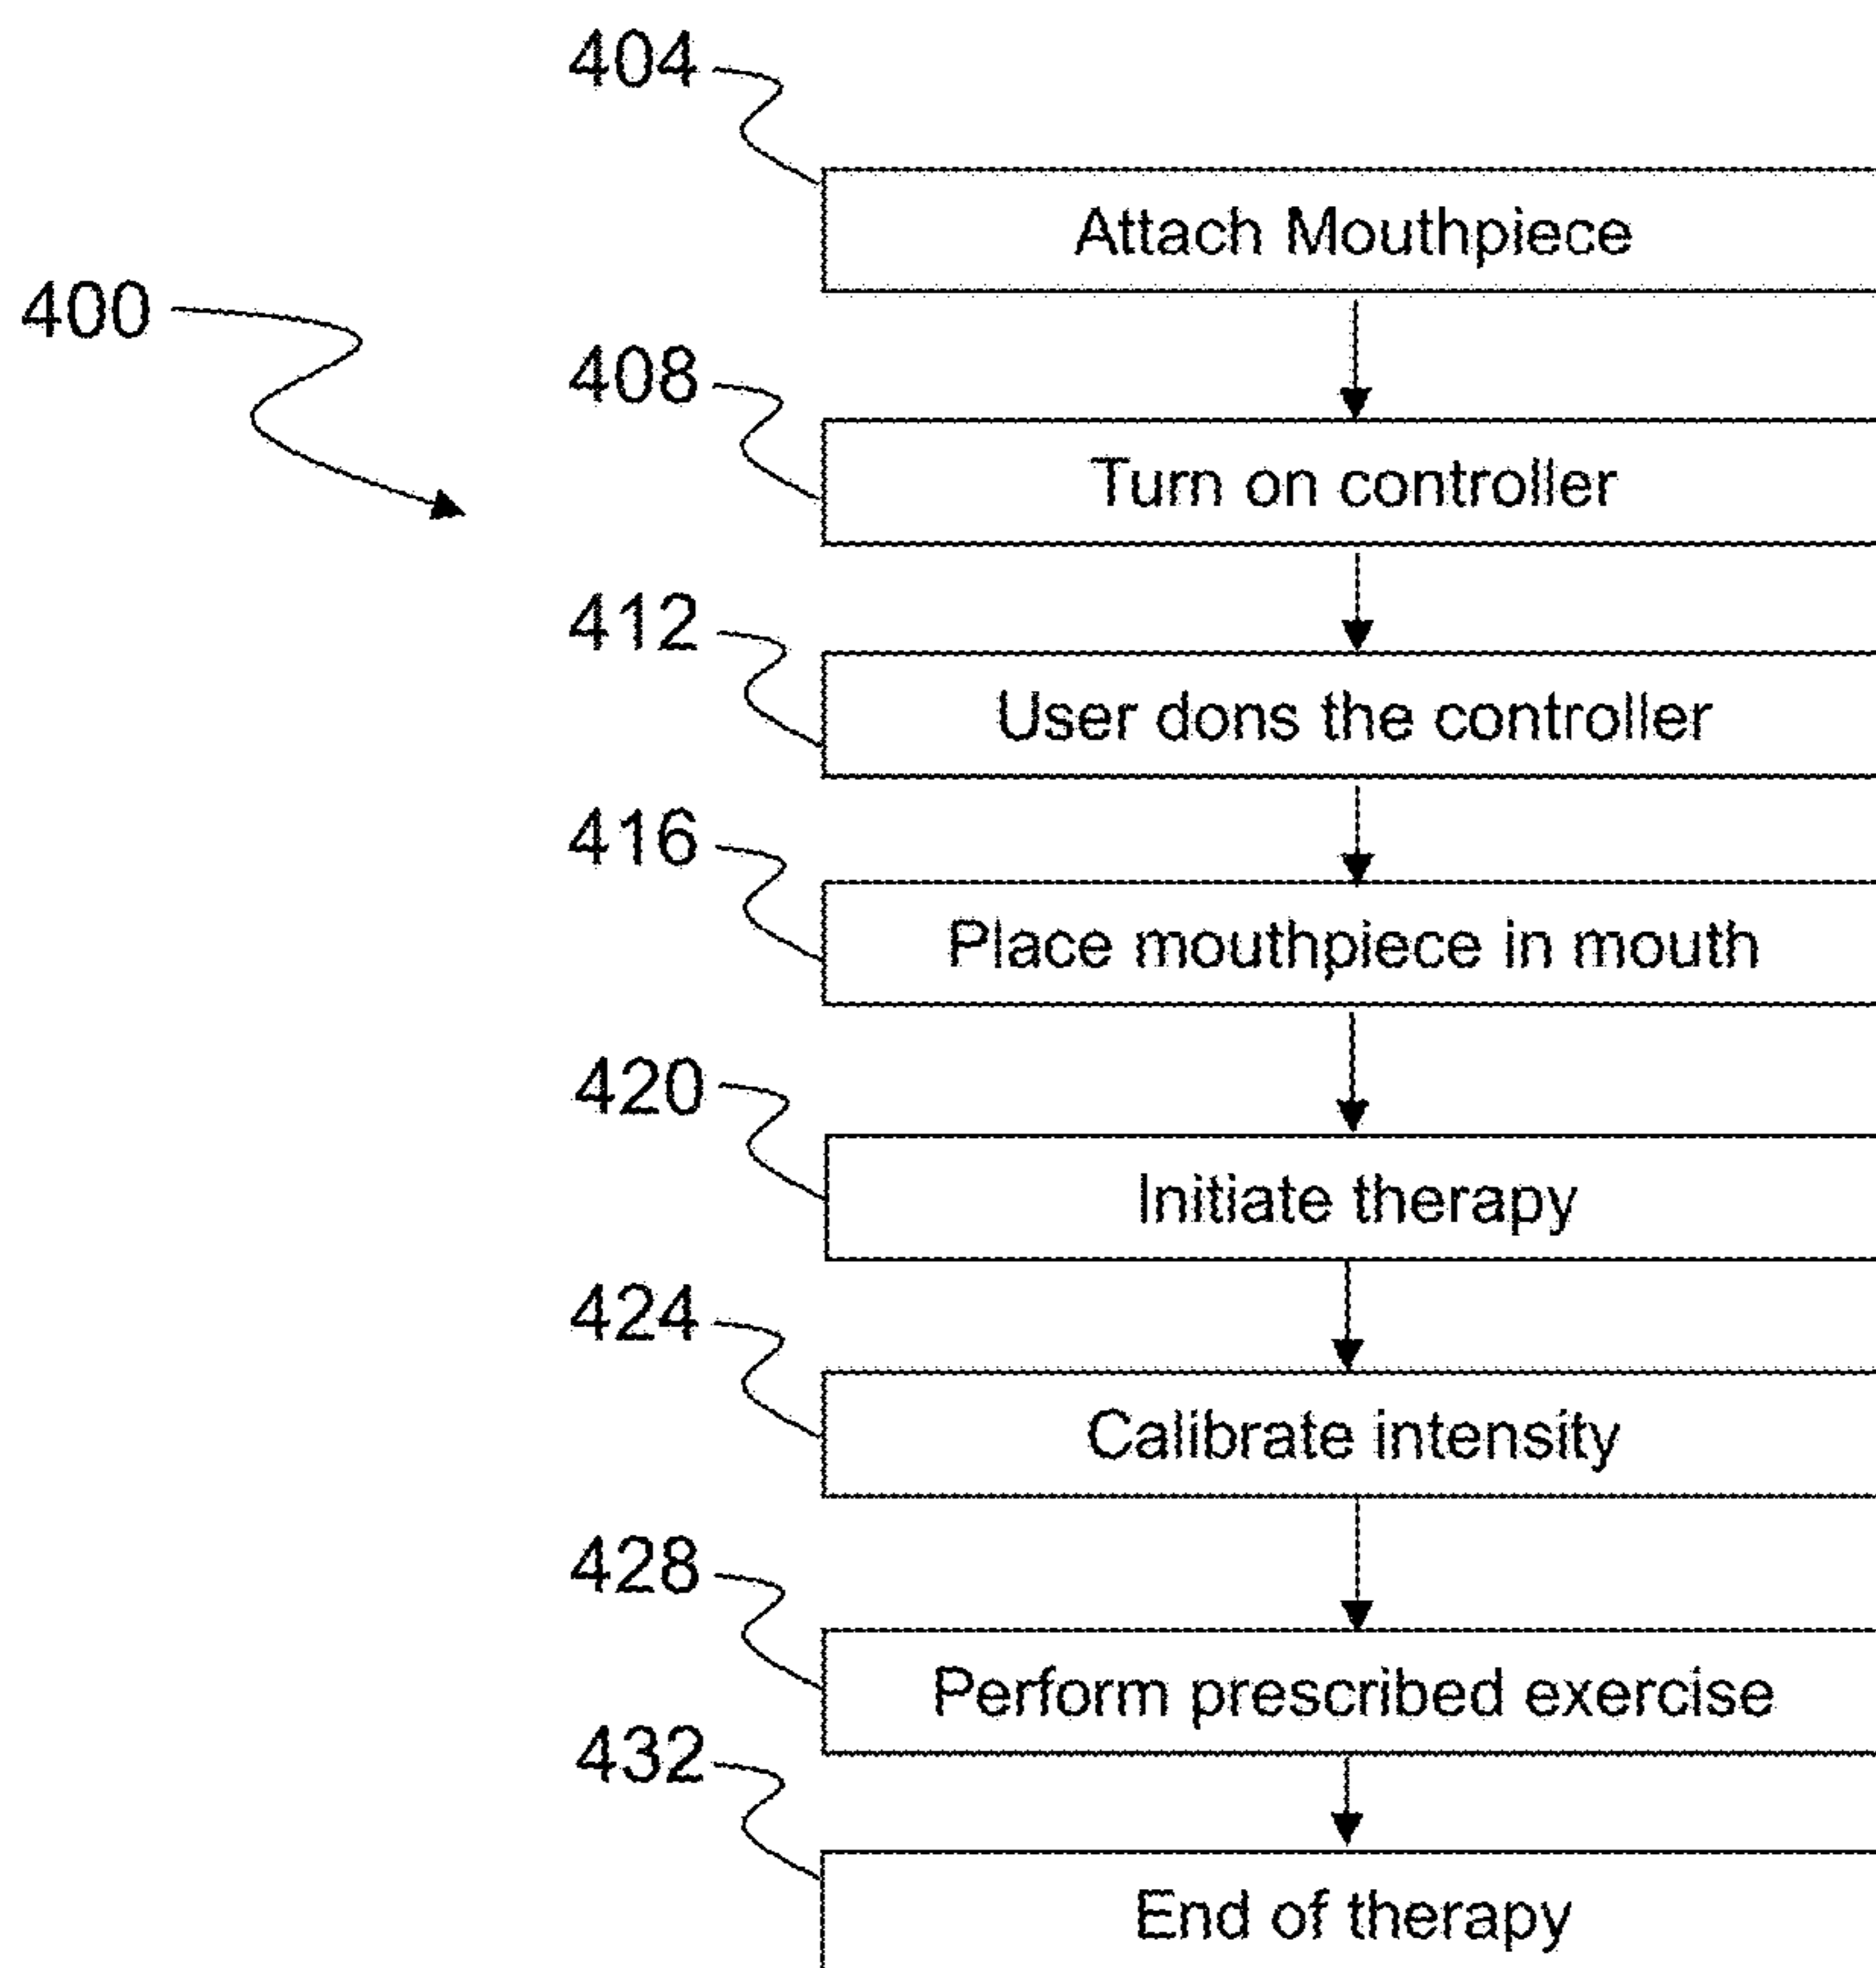 404
Attach Mouthpiece
400
408
Turn on controller
412
User dons the controller
416
Place mouthpiece in mouth
420
Initiate therapy
424
Calibrate intensity
428
Perform prescribed exercise
432
End of therapy